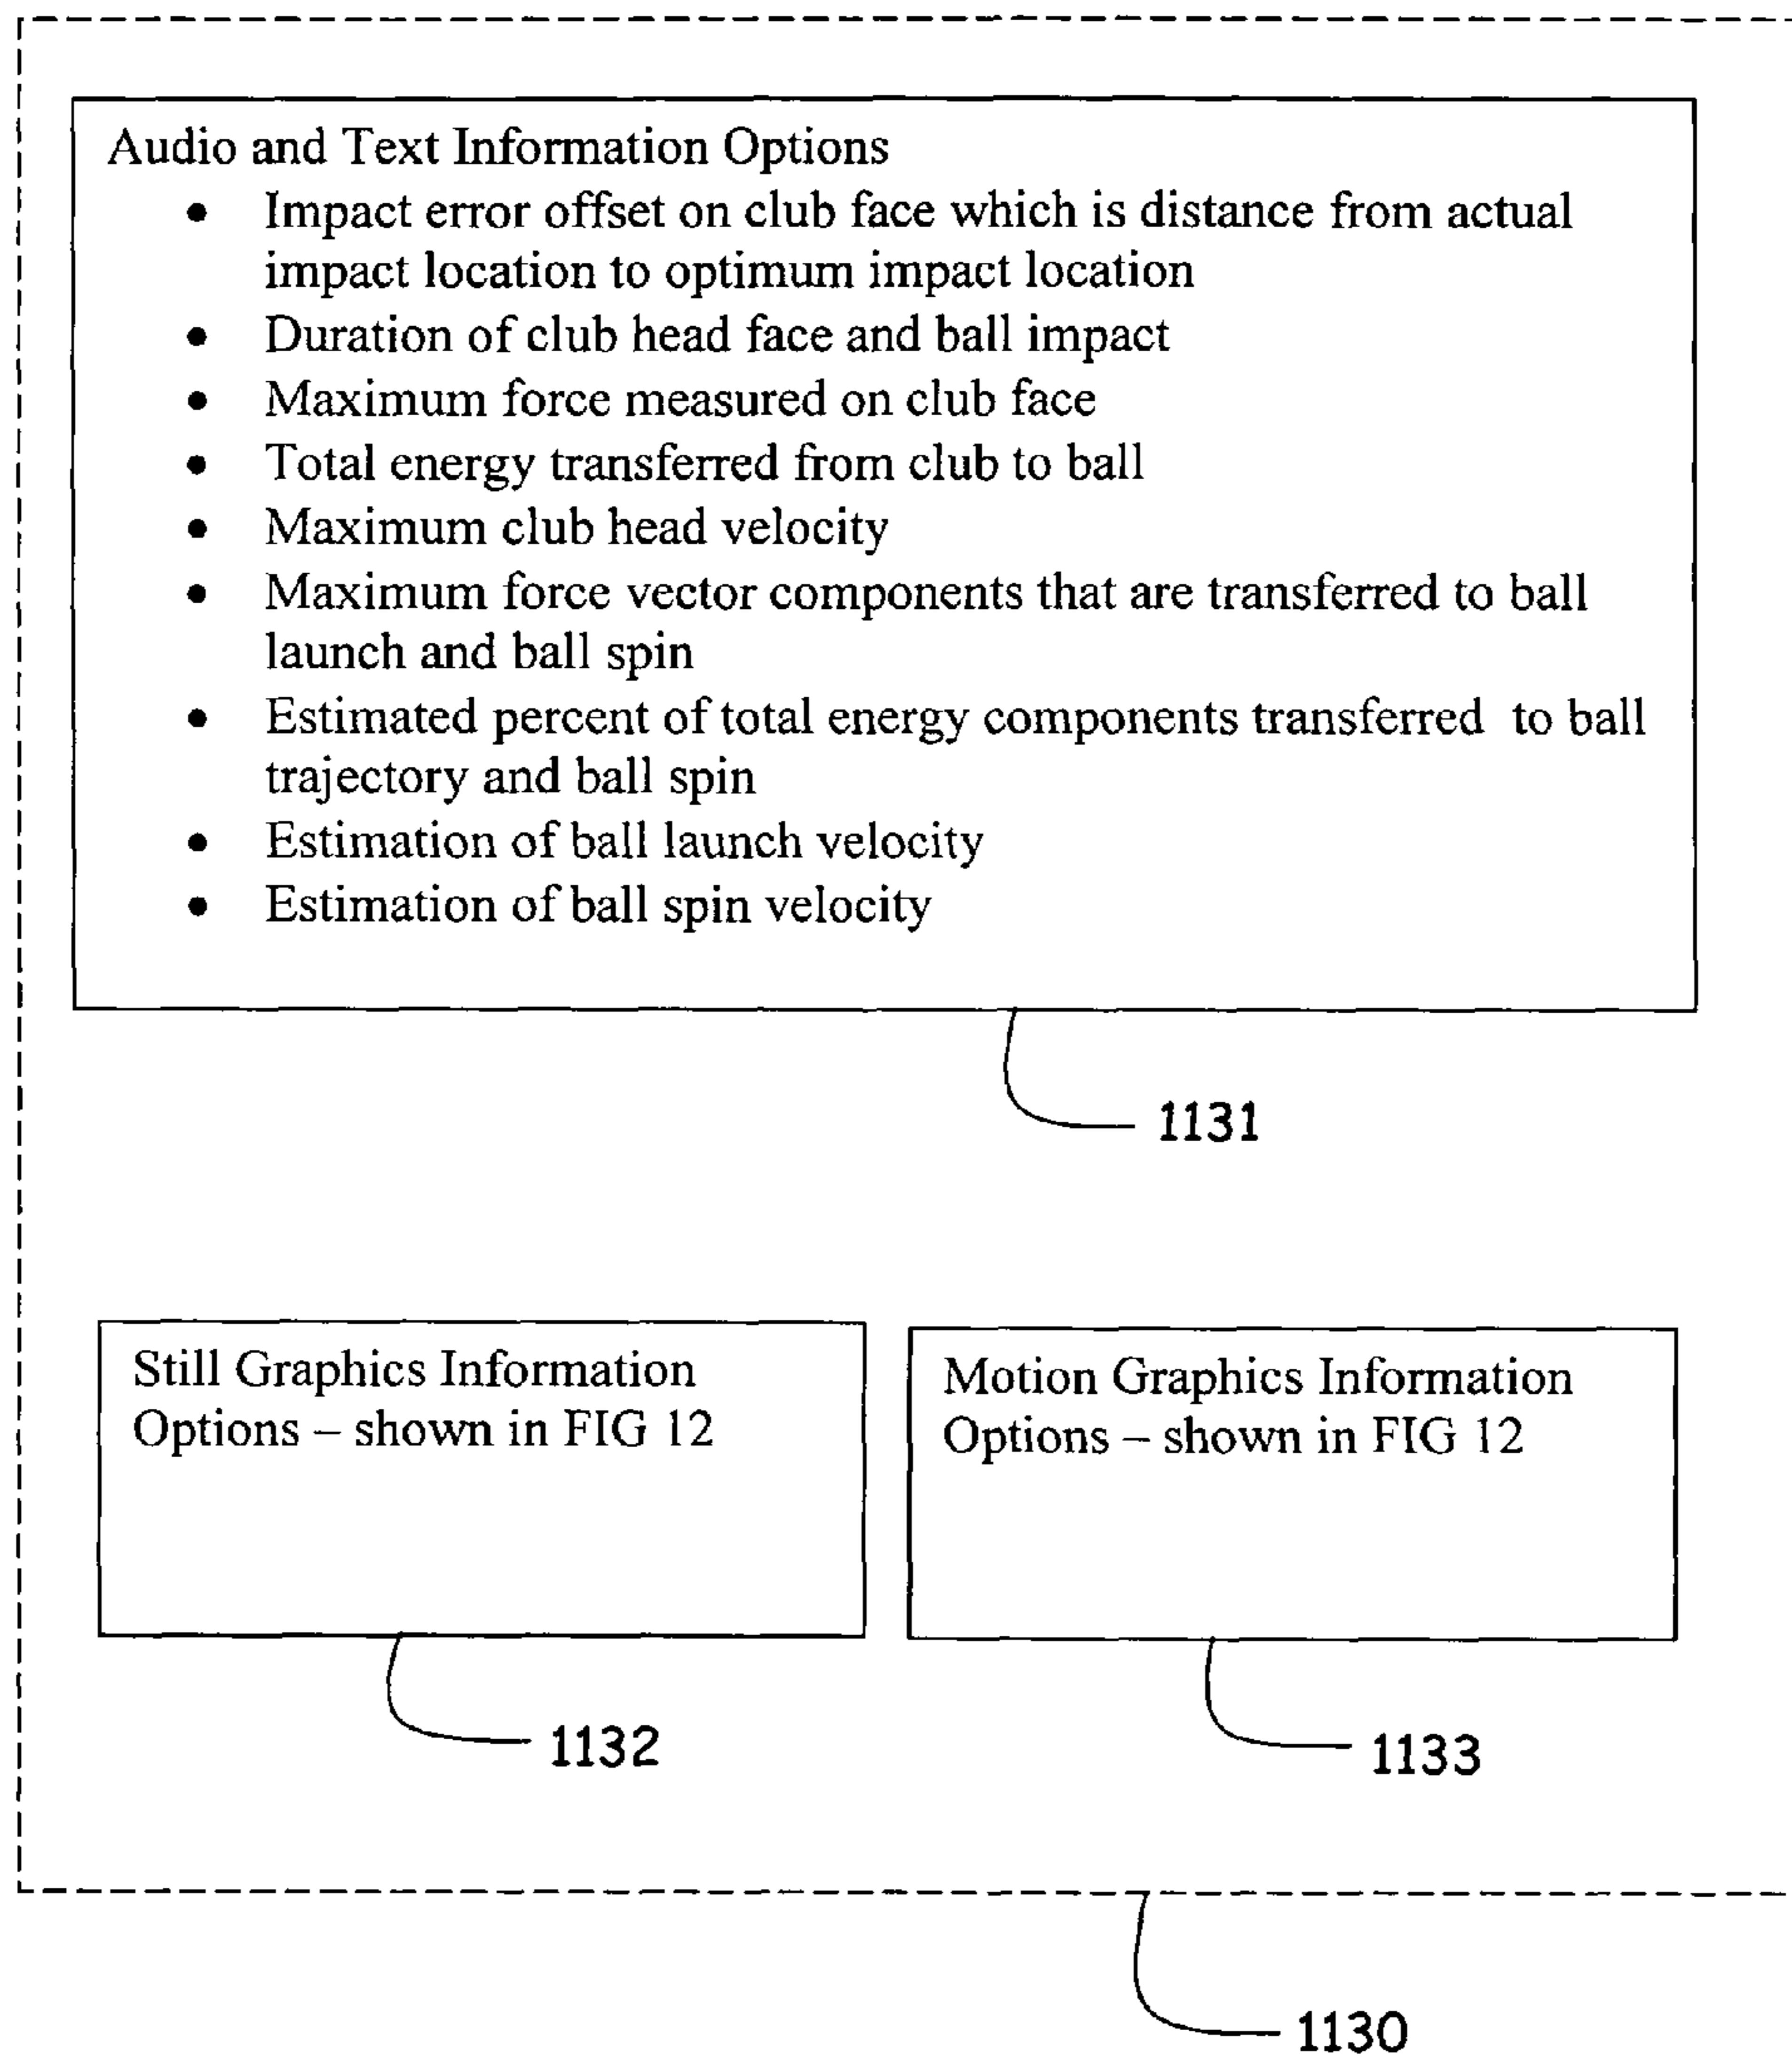 Audio and Text Information Options
• Impact error offset on club face which is distance from actual
impact location to optimum impact location
• Duration of club head face and ball impact
• Maximum force measured on club face
• Total energy transferred from club to ball
• Maximum club head velocity
• Maximum force vector components that are transferred to ball
launch and ball spin
• Estimated percent of total energy components transferred to ball
trajectory and ball spin
• Estimation of ball launch velocity
• Estimation of ball spin velocity
1131
Still Graphics Information
Options – shown in FIG 12
1132
Motion Graphics Information
Options – shown in FIG 12
1133
1130